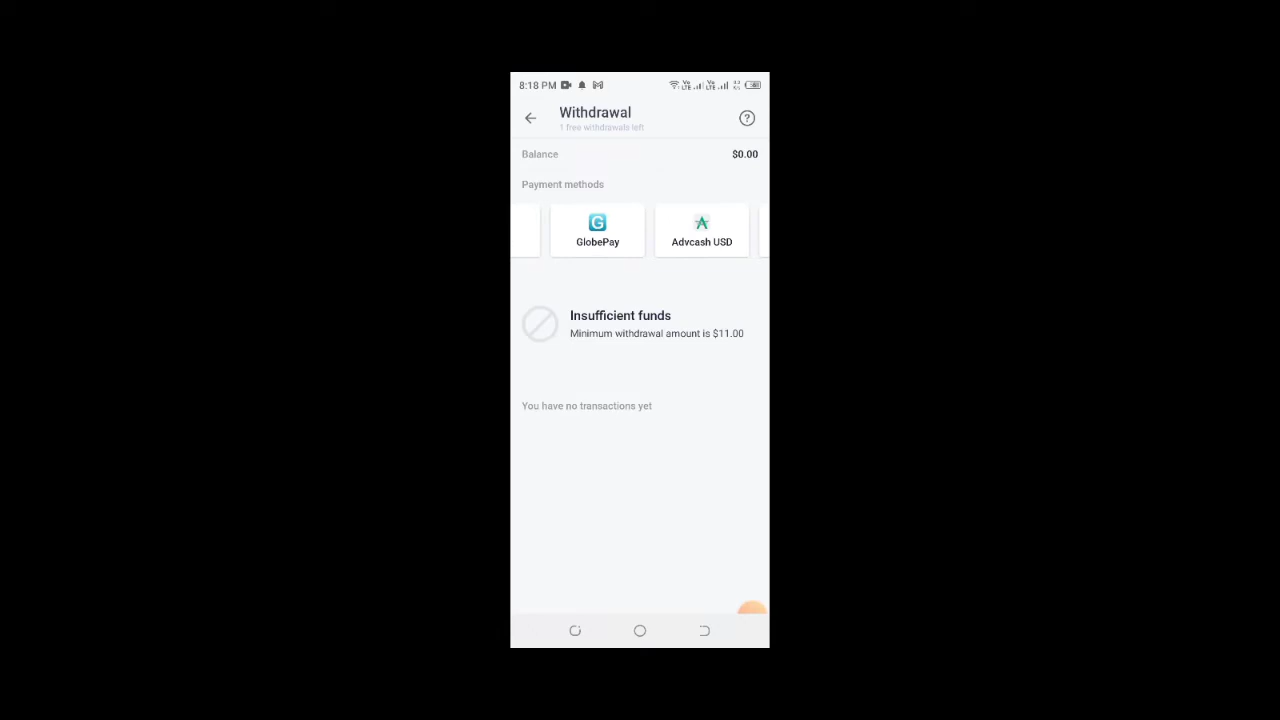 8:18 PM
Withdrawal
1 free withdrawals left
Balance $0.00
Payment methods
GlobePay Advcash USD
Insufficient funds
Minimum withdrawal amount is $11.00
You have no transactions yet